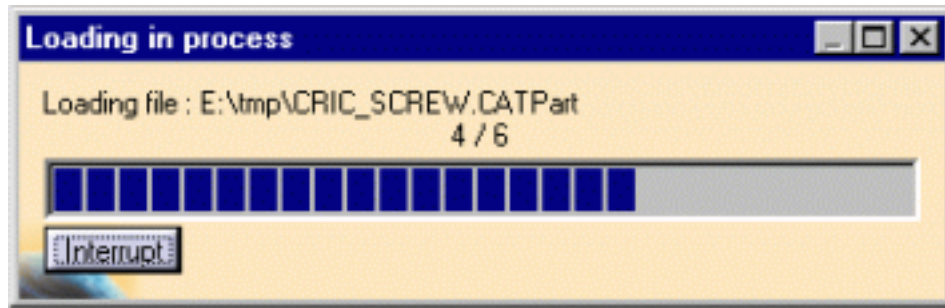 Loading in process
Loading file : E:\tmp\CRIC_SCREW.CATPart
4 / 6
Interrupt